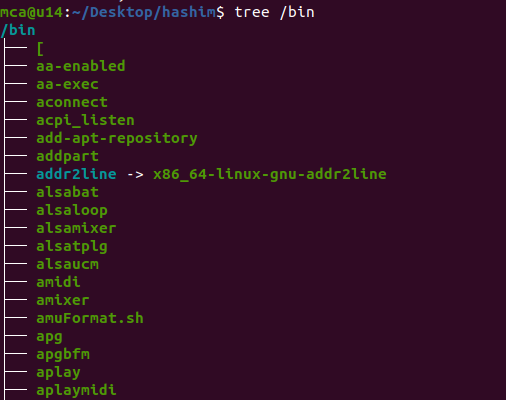 mca@u14:~/Desktop/hashim$ tree /bin
/bin
├── [
├── aa-enabled
├── aa-exec
├── aconnect
├── acpi_listen
├── add-apt-repository
├── addpart
├── addr2line -> x86_64-linux-gnu-addr2line
├── alsabat
├── alsaloop
├── alsamixer
├── alsatplg
├── alsaucm
├── amidi
├── amixer
├── amuFormat.sh
├── apg
├── apgbfm
├── aplay
├── aplaymidi